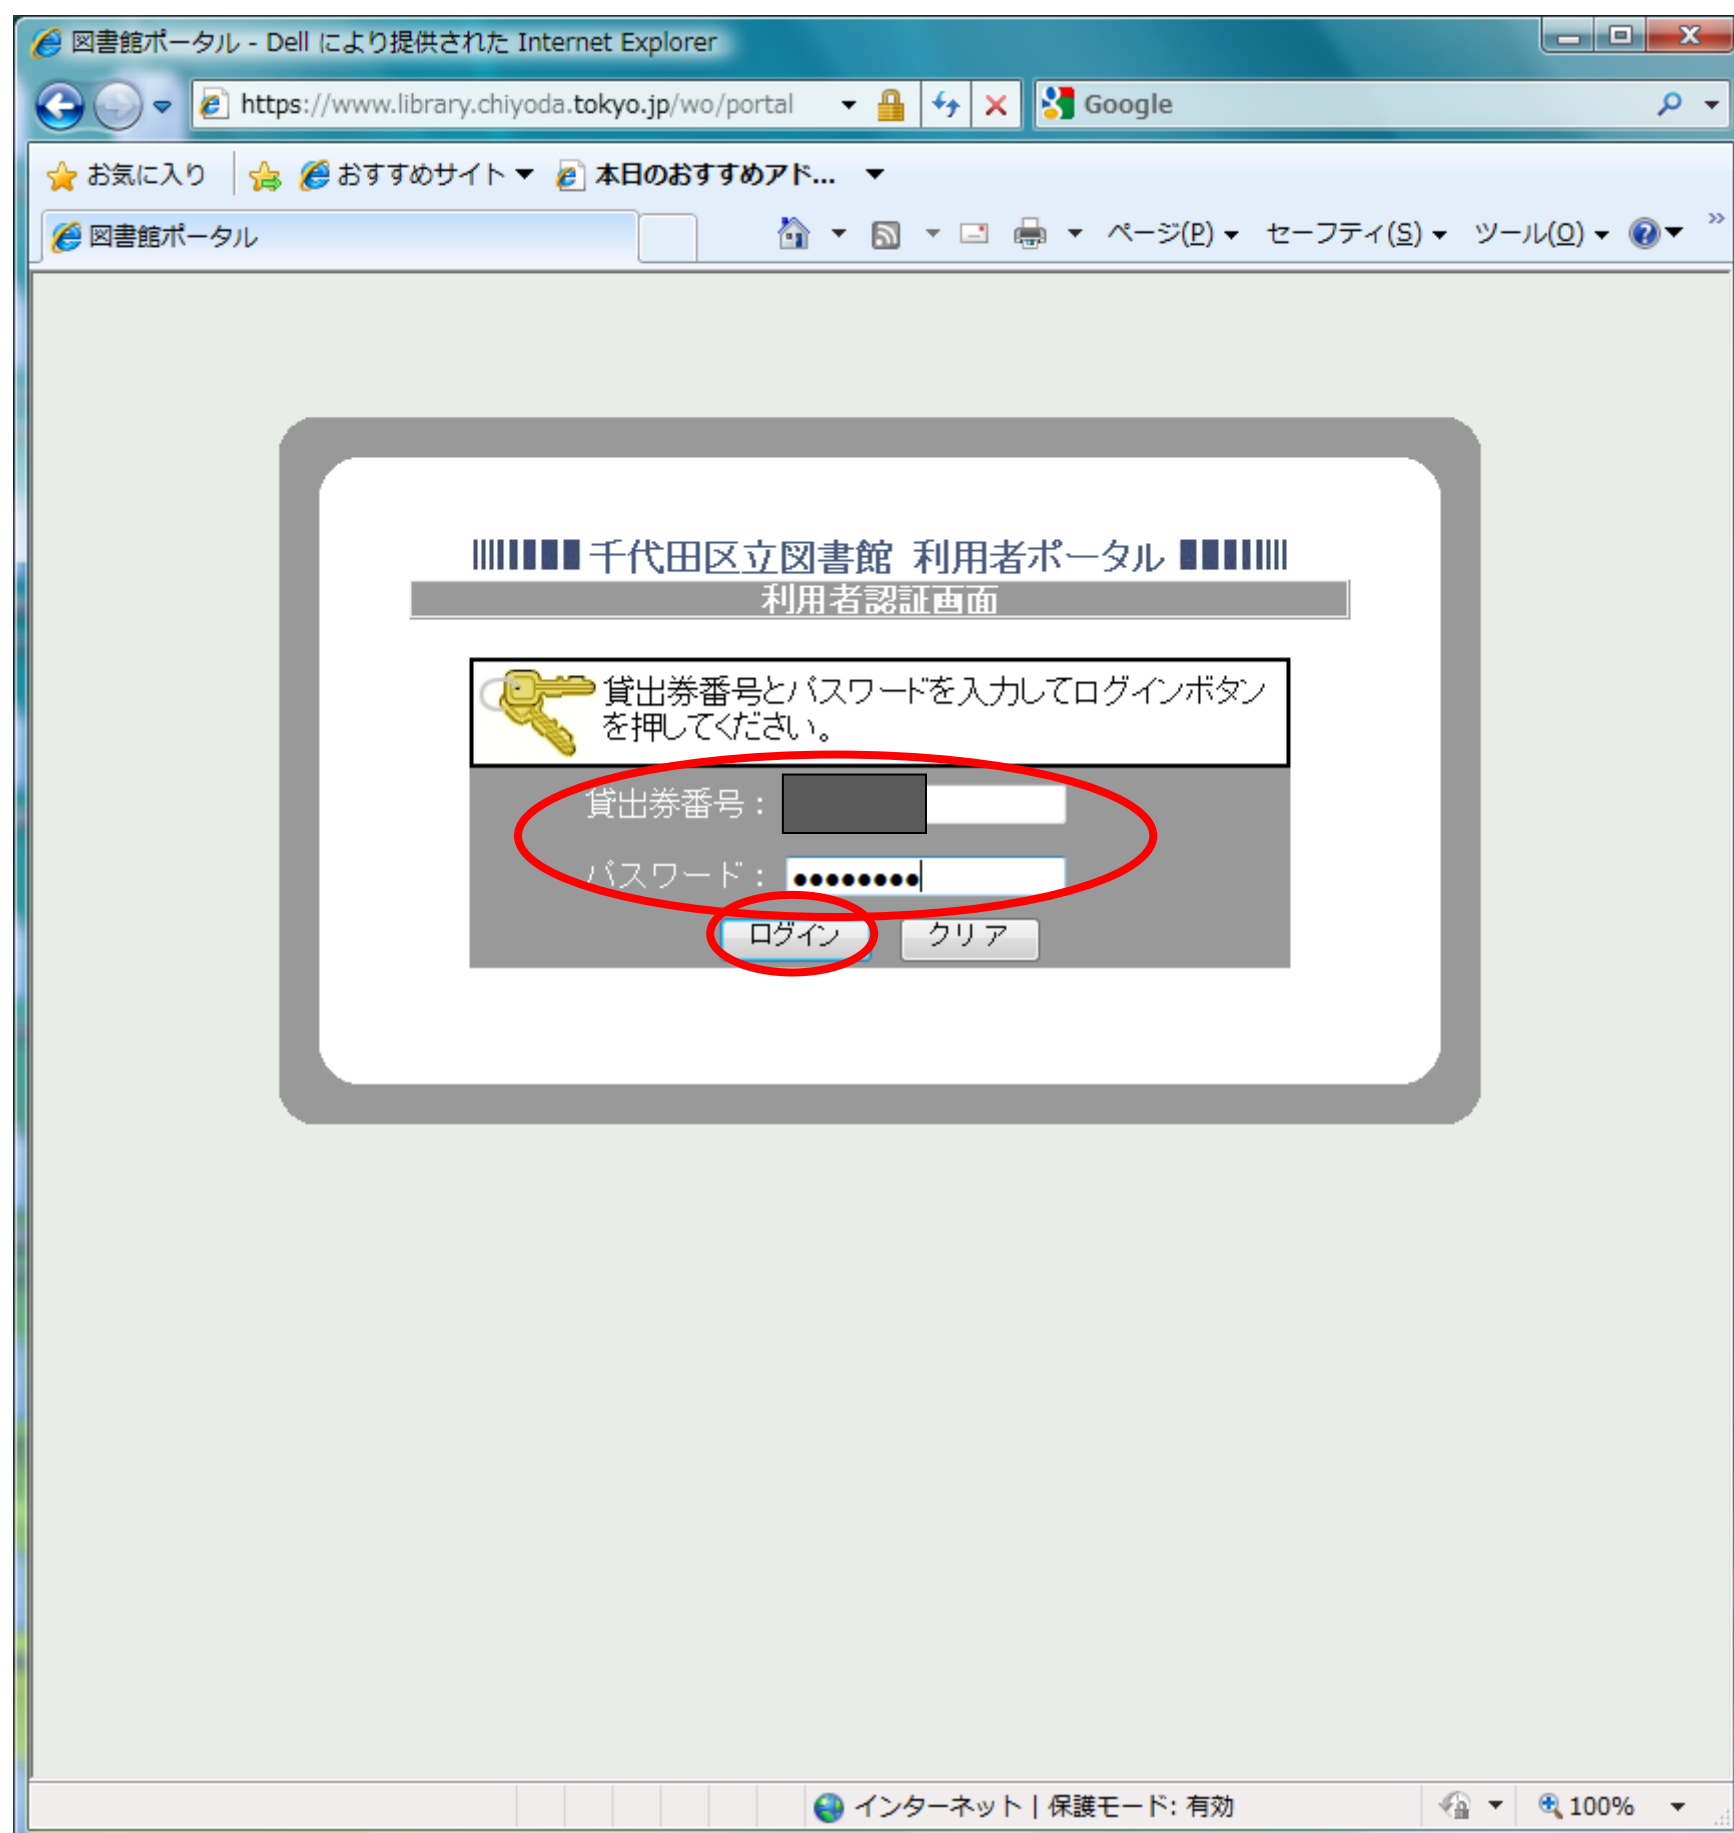 図書館ポータル - Dell により提供された Internet Explorer
https://www.library.chiyoda.tokyo.jp/wo/portal
Google
お気に入り
おすすめサイト
本日のおすすめアド...
図書館ポータル
ページ(P)
セーフティ(S)
ツール(O)
千代田区立図書館 利用者ポータル
利用者認証画面
貸出券番号とパスワードを入力してログインボタン
を押してください。
貸出券番号：
パスワード： ●●●●●●●●
ログイン
クリア
インターネット | 保護モード: 有効
100%